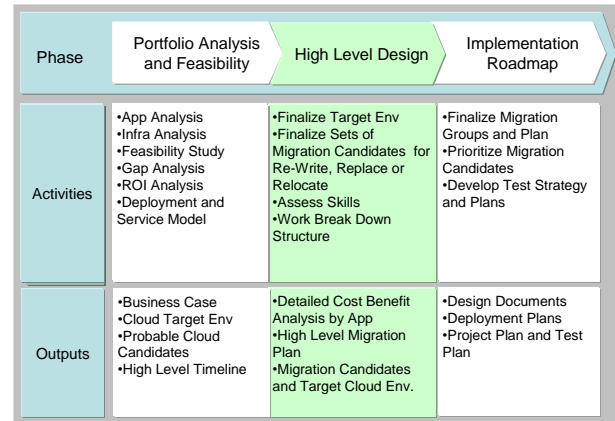 Phase
Portfolio Analysis
and Feasibility
High Level Design
Implementation
Roadmap
Activities
•App Analysis
•Infra Analysis
•Feasibility Study
•Gap Analysis
•ROI Analysis
•Deployment and
Service Model
•Finalize Target Env
•Finalize Sets of
Migration Candidates for
Re-Write, Replace or
Relocate
•Assess Skills
•Work Break Down
Structure
•Finalize Migration
Groups and Plan
•Prioritize Migration
Candidates
•Develop Test Strategy
and Plans
Outputs
•Business Case
•Cloud Target Env
•Probable Cloud
Candidates
•High Level Timeline
•Detailed Cost Benefit
Analysis by App
•High Level Migration
Plan
•Migration Candidates
and Target Cloud Env.
•Design Documents
•Deployment Plans
•Project Plan and Test
Plan